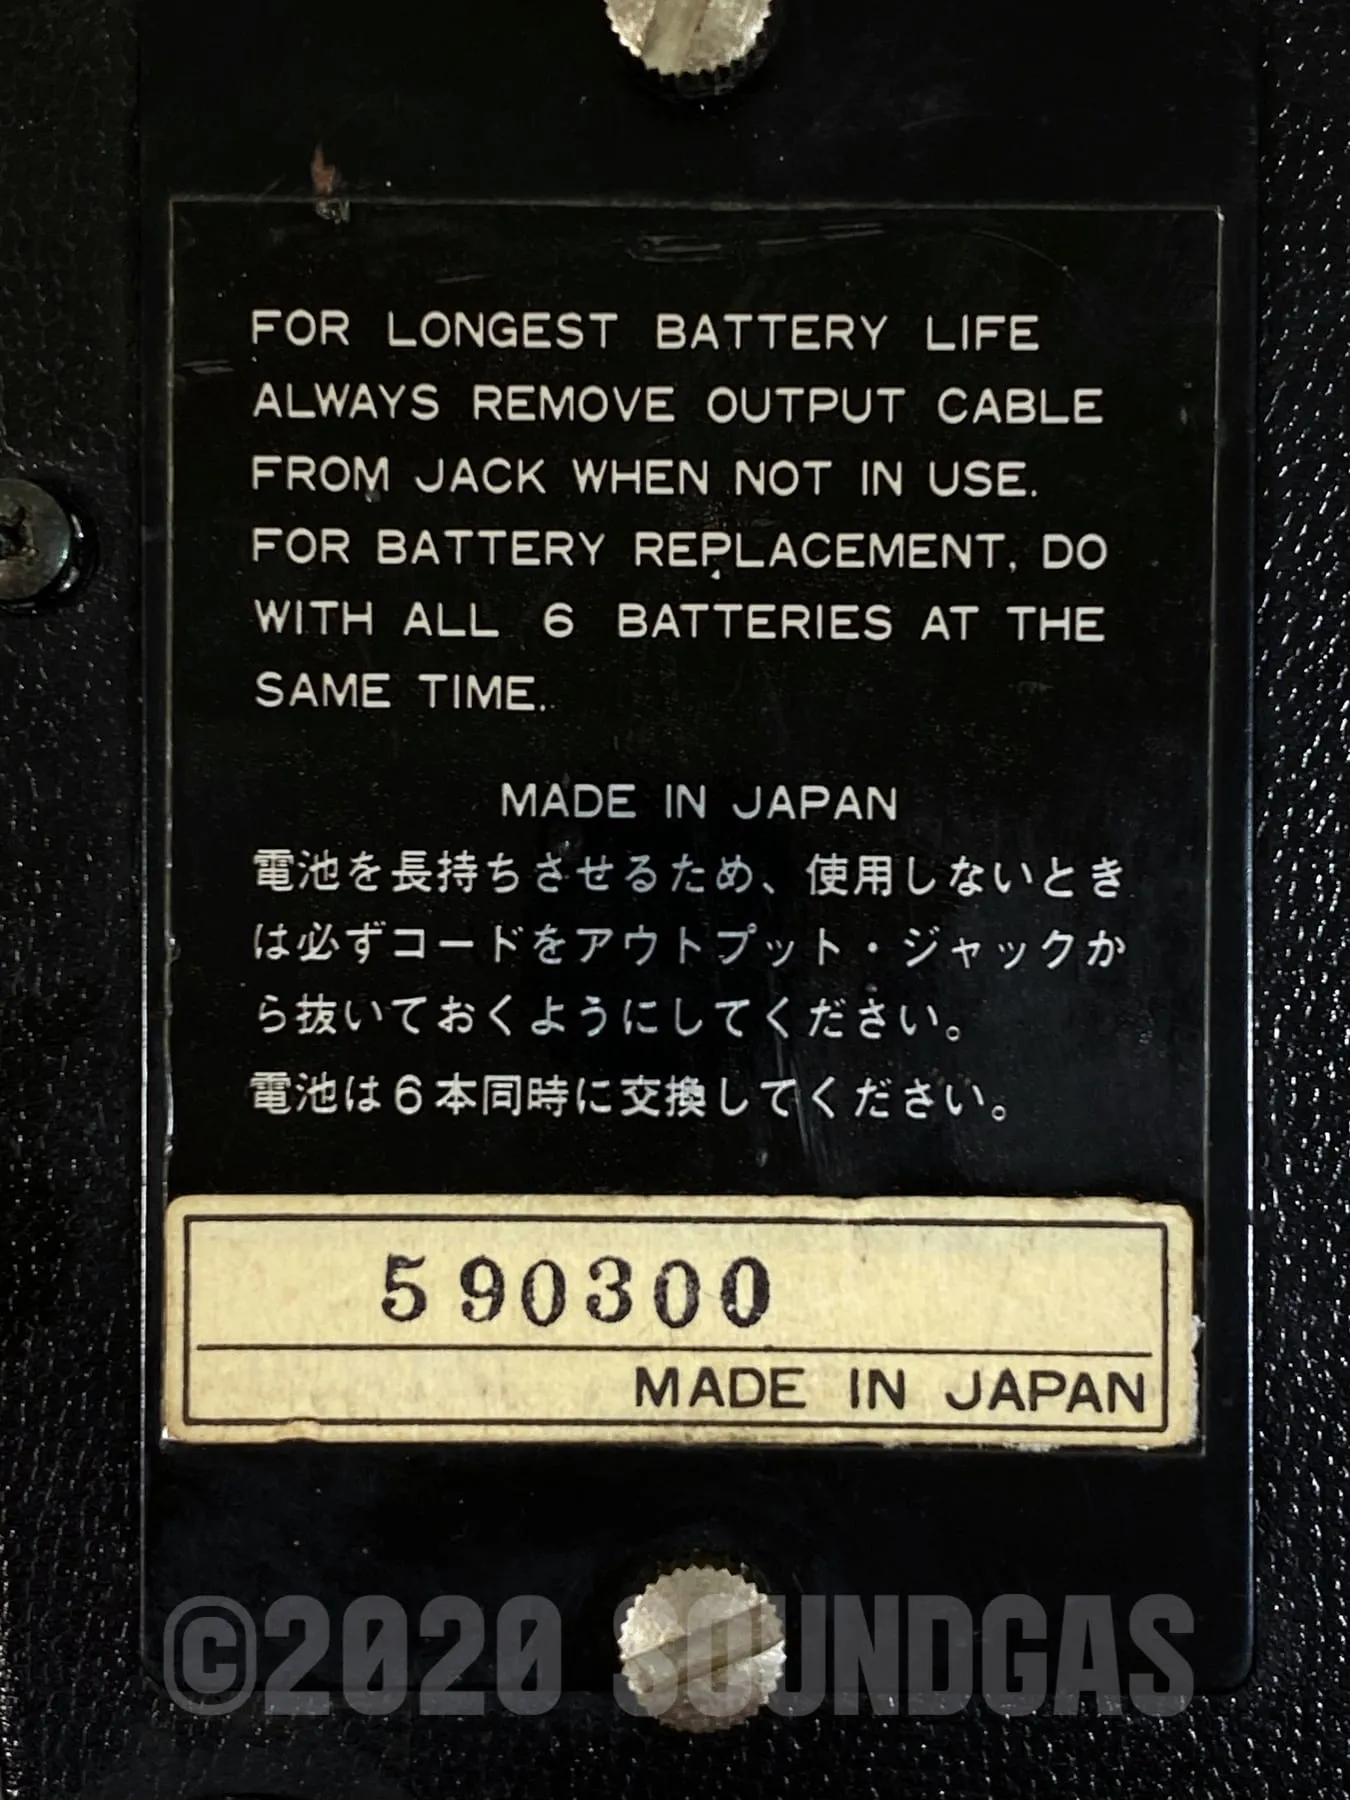 FOR LONGEST BATTERY LIFE
ALWAYS REMOVE OUTPUT CABLE
FROM JACK WHEN NOT IN USE.
FOR BATTERY REPLACEMENT, DO
WITH ALL 6 BATTERIES AT THE
SAME TIME.
MADE IN JAPAN
電池を長持ちさせるため、使用しないとき
は必ずコードをアウトプット・ジャックか
ら抜いておくようにしてください。
電池は6本同時に交換してください。
590300
MADE IN JAPAN
©2020 SOUNDGAS